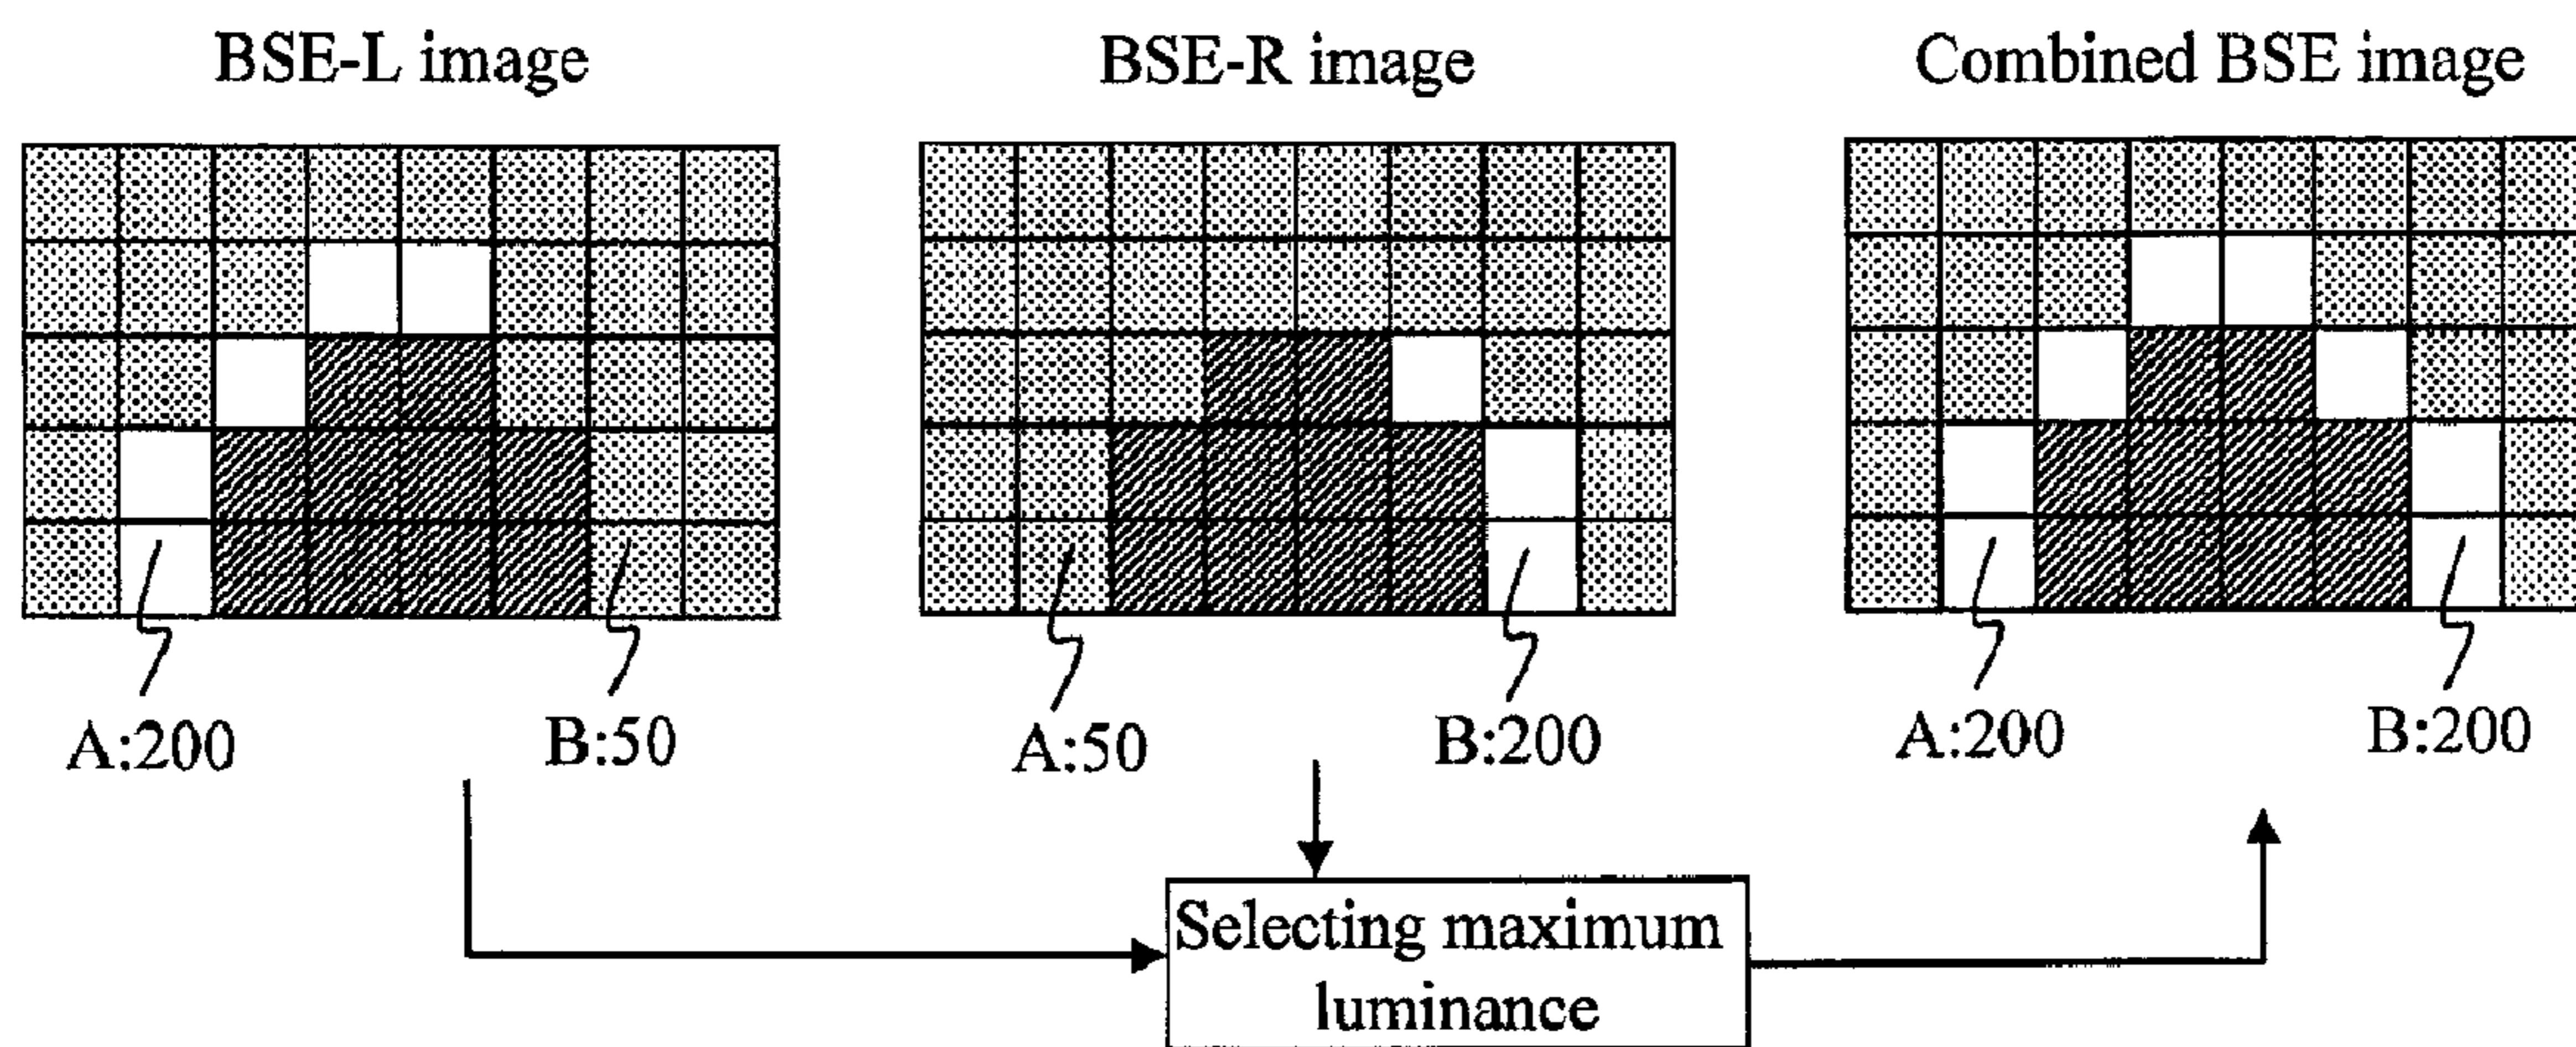 BSE-L image
BSE-R image
Combined BSE image
A:200
B:50
A:50
B:200
A:200
B:200
Selecting maximum
luminance